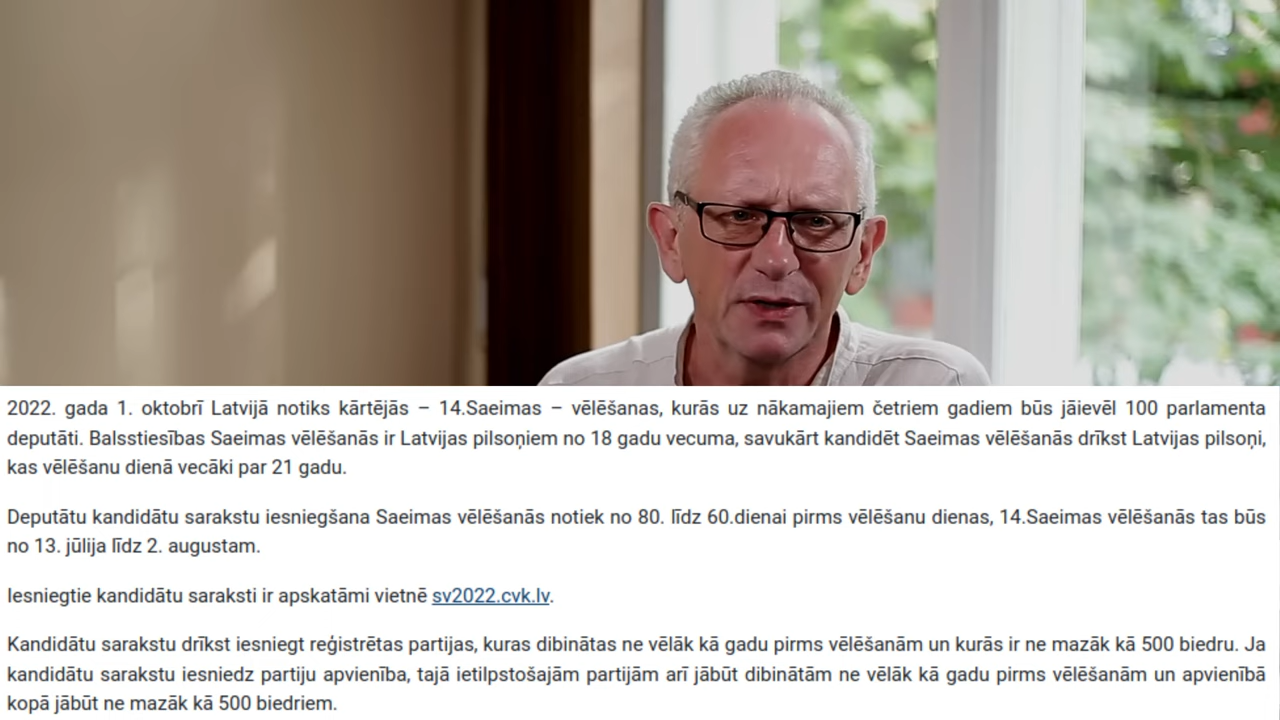 2022. gada 1. oktobrī Latvijā notiks kārtējās – 14.Saeimas – vēlēšanas, kurās uz nākamajiem četriem gadiem būs jāievēl 100 parlamenta
deputāti. Balsstiesības Saeimas vēlēšanās ir Latvijas pilsoņiem no 18 gadu vecuma, savukārt kandidēt Saeimas vēlēšanās drīkst Latvijas pilsoņi,
kas vēlēšanu dienā vecāki par 21 gadu.
Deputātu kandidātu sarakstu iesniegšana Saeimas vēlēšanās notiek no 80. līdz 60.dienai pirms vēlēšanu dienas, 14.Saeimas vēlēšanās tas būs
no 13. jūlija līdz 2. augustam.
Iesniegtie kandidātu saraksti ir apskatāmi vietnē sv2022.cvk.lv.
Kandidātu sarakstu drīkst iesniegt reģistrētas partijas, kuras dibinātas ne vēlāk kā gadu pirms vēlēšanām un kurās ir ne mazāk kā 500 biedru. Ja
kandidātu sarakstu iesniedz partiju apvienība, tajā ietilpstošajām partijām arī jābūt dibinātām ne vēlāk kā gadu pirms vēlēšanām un apvienībā
kopā jābūt ne mazāk kā 500 biedriem.